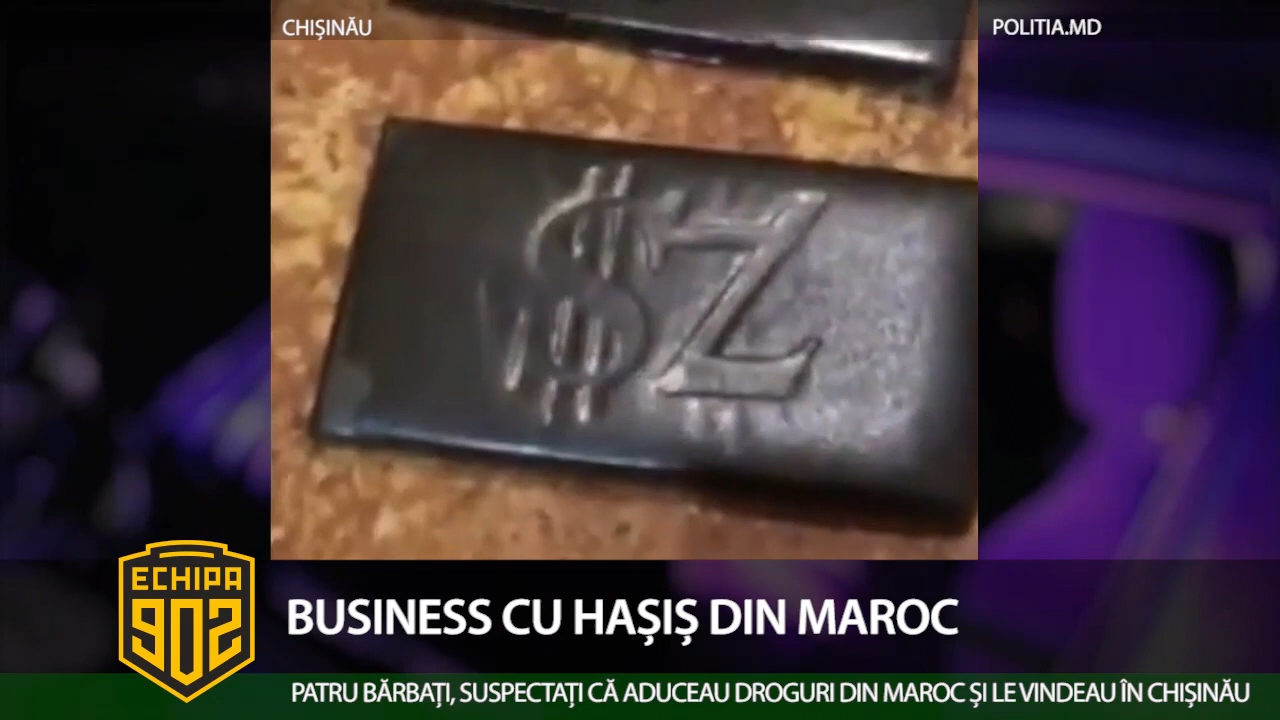 CHIȘINĂU
POLITIA.MD
$Z
ECHIPA
902
BUSINESS CU HAȘIȘ DIN MAROC
PATRU BĂRBAȚI, SUSPECTAȚI CĂ ADUCEAU DROGURI DIN MAROC ȘI LE VINDEAU ÎN CHIȘINĂU